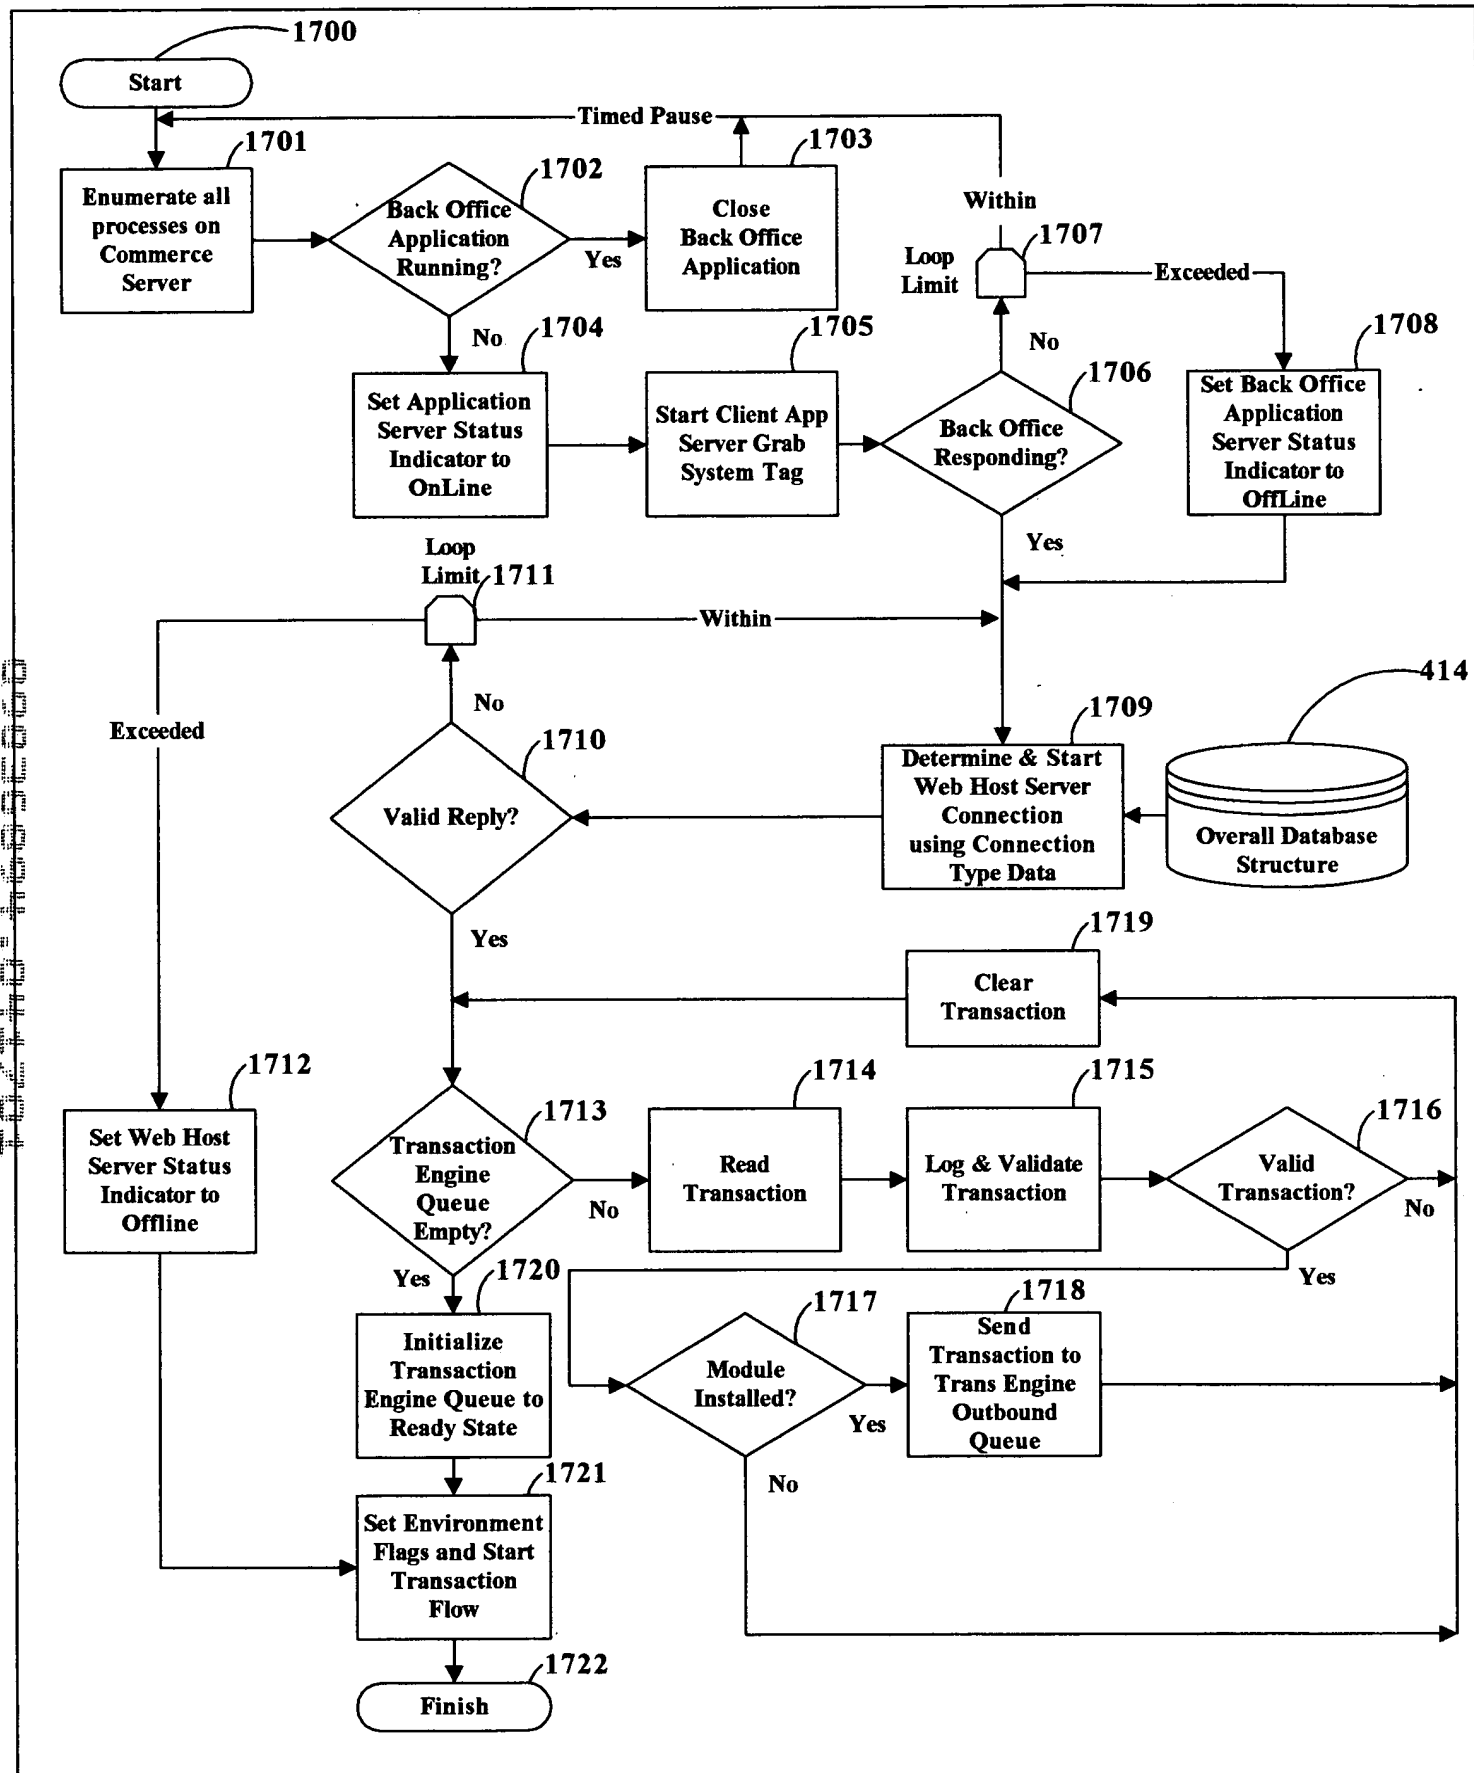 1700
Start
Timed Pause
1701
Enumerate all
processes on
Commerce
Server
1702
Back Office
Application
Running?
Yes
No
1703
Close
Back Office
Application
Within
1707
Loop
Limit
Exceeded
No
1704
Set Application
Server Status
Indicator to
OnLine
1705
Start Client App
Server Grab
System Tag
1706
Back Office
Responding?
Yes
1708
Set Back Office
Application
Server Status
Indicator to
OffLine
Loop
Limit
1711
Within
No
Exceeded
1710
Valid Reply?
Yes
1709
Determine & Start
Web Host Server
Connection
using Connection
Type Data
414
Overall Database
Structure
1719
Clear
Transaction
1712
Set Web Host
Server Status
Indicator to
Offline
1713
Transaction
Engine
Queue
Empty?
No
Yes
1714
Read
Transaction
1715
Log & Validate
Transaction
1716
Valid
Transaction?
No
Yes
1720
Initialize
Transaction
Engine Queue to
Ready State
1717
Module
Installed?
Yes
No
1718
Send
Transaction to
Trans Engine
Outbound
Queue
1721
Set Environment
Flags and Start
Transaction
Flow
1722
Finish